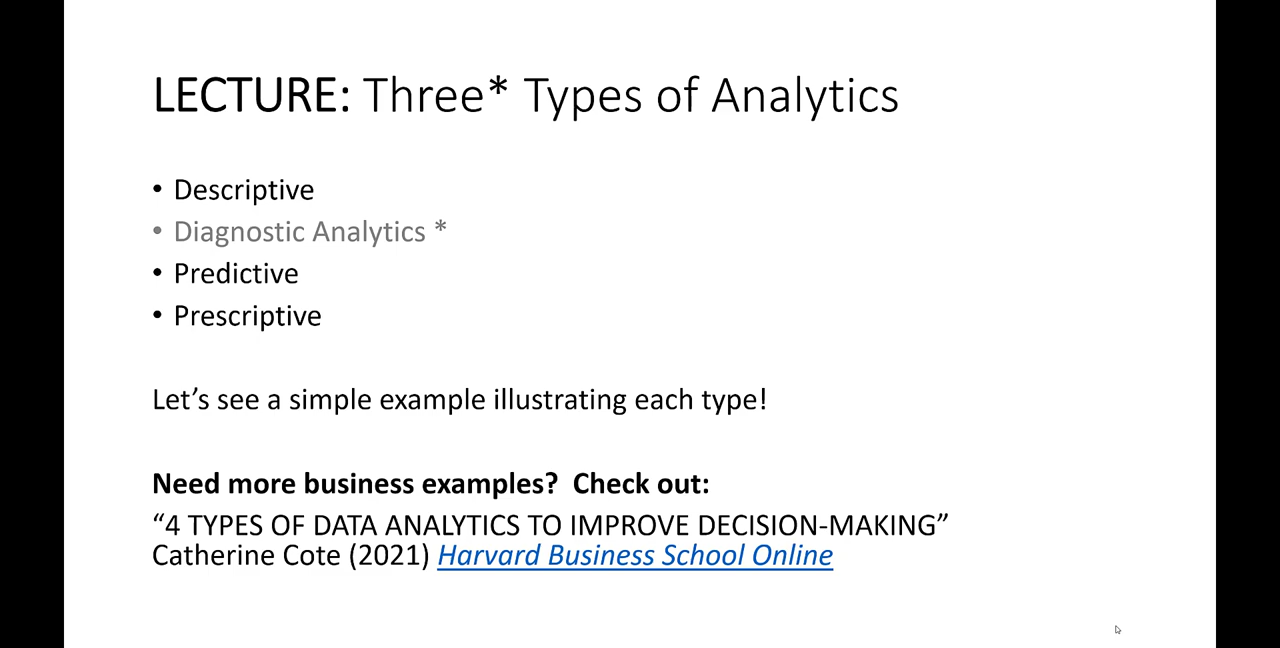 LECTURE: Three* Types of Analytics
• Descriptive
• Diagnostic Analytics *
• Predictive
• Prescriptive
Let’s see a simple example illustrating each type!
Need more business examples?  Check out:
“4 TYPES OF DATA ANALYTICS TO IMPROVE DECISION-MAKING”
Catherine Cote (2021) Harvard Business School Online